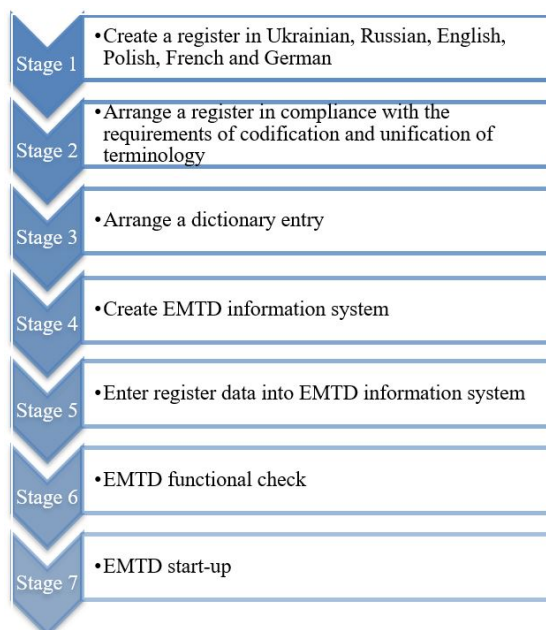 Stage 1
•Create a register in Ukrainian, Russian, English,
Polish, French and German
Stage 2
•Arrange a register in compliance with the
requirements of codification and unification of
terminology
Stage 3
•Arrange a dictionary entry
Stage 4
•Create EMTD information system
Stage 5
•Enter register data into EMTD information system
Stage 6
•EMTD functional check
Stage 7
•EMTD start-up